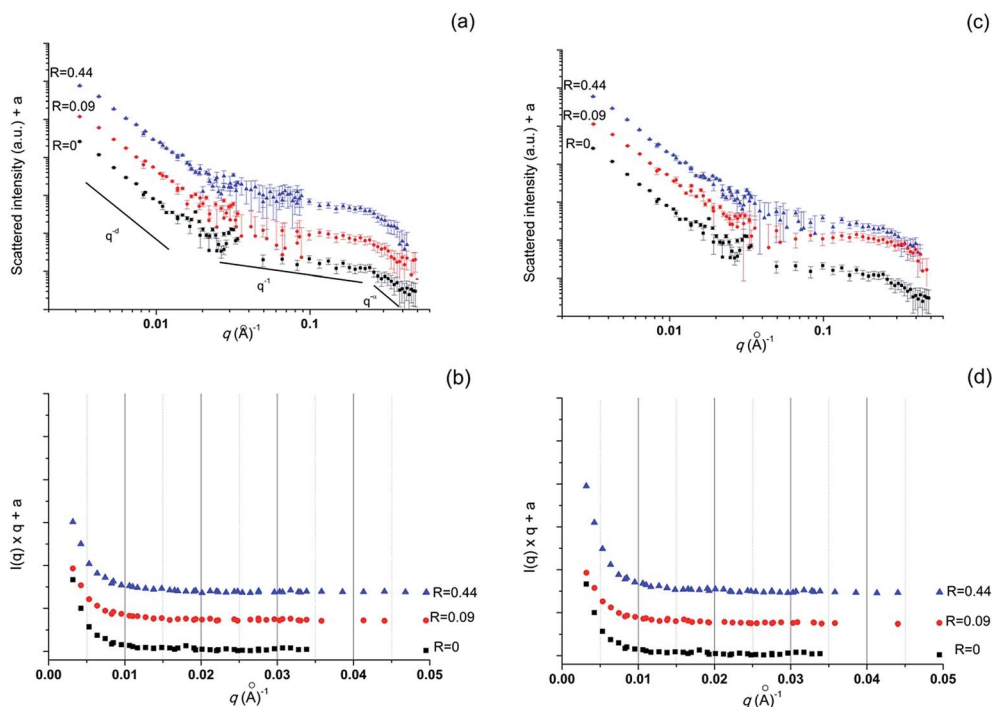 (a)
Scattered intensity (a.u.) + a
R=0.44
R=0.09
R=0
q⁻ᵈ
q⁻¹
q⁻ᵅ
0.01 0.1
q (Å)⁻¹
(c)
Scattered intensity (a.u.) + a
R=0.44
R=0.09
R=0
0.01 0.1
q (Å)⁻¹
(b)
I(q) x q + a
R=0.44
R=0.09
R=0
0.00 0.01 0.02 0.03 0.04 0.05
q (Å)⁻¹
(d)
I(q) x q + a
R=0.44
R=0.09
R=0
0.00 0.01 0.02 0.03 0.04 0.05
q (Å)⁻¹